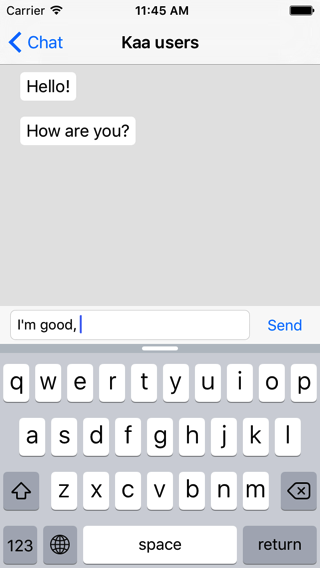 Carrier 11:45 AM
Chat Kaa users
Hello!
How are you?
I'm good,
Send
q w e r t y u i o p
a s d f g h j k l
z x c v b n m
123 space return